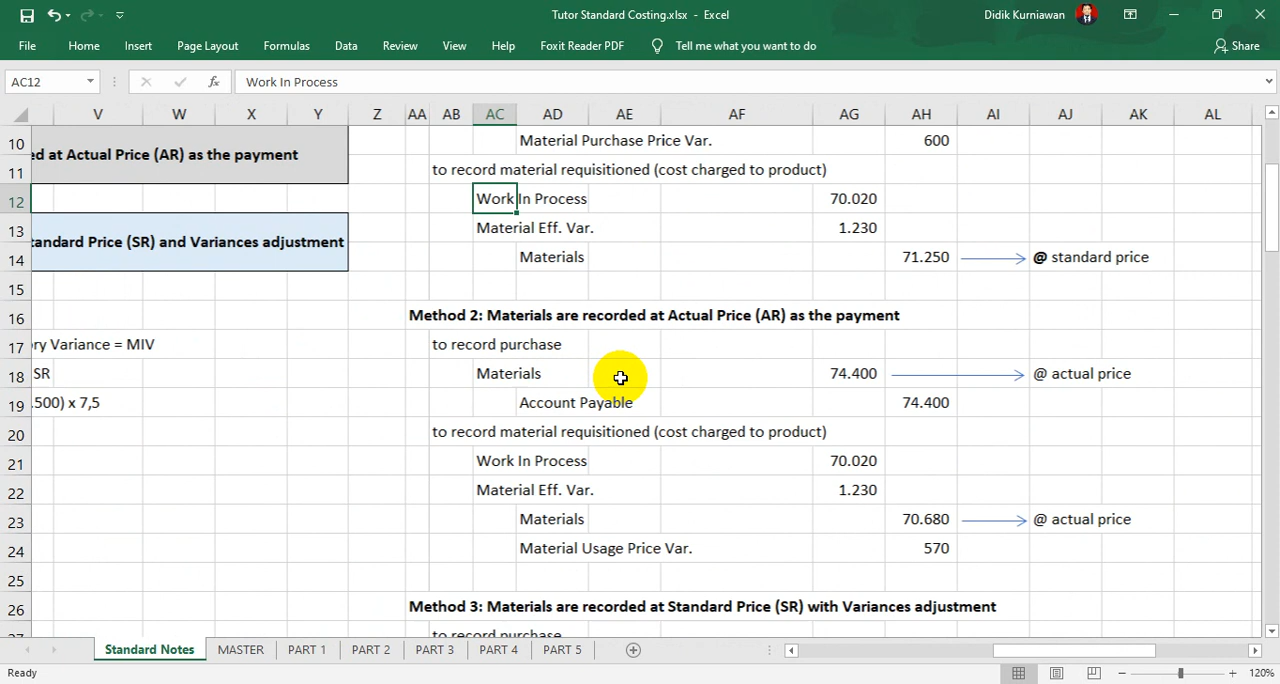 Tutor Standard Costing.xlsx - Excel
Didik Kurniawan
File Home Insert Page Layout Formulas Data Review View Help Foxit Reader PDF Tell me what you want to do Share
AC12 fx Work In Process
V W X Y Z AA AB AC AD AE AF AG AH AI AJ AK AL
10 Material Purchase Price Var. 600
ed at Actual Price (AR) as the payment
11 to record material requisitioned (cost charged to product)
12 Work In Process 70.020
13 Material Eff. Var. 1.230
tandard Price (SR) and Variances adjustment
14 Materials 71.250 @ standard price
15
16 Method 2: Materials are recorded at Actual Price (AR) as the payment
17 ory Variance = MIV to record purchase
18 SR Materials 74.400 @ actual price
19 .500) x 7,5 Account Payable 74.400
20 to record material requisitioned (cost charged to product)
21 Work In Process 70.020
22 Material Eff. Var. 1.230
23 Materials 70.680 @ actual price
24 Material Usage Price Var. 570
25
26 Method 3: Materials are recorded at Standard Price (SR) with Variances adjustment
27 to record purchase
Standard Notes MASTER PART 1 PART 2 PART 3 PART 4 PART 5
Ready 120%